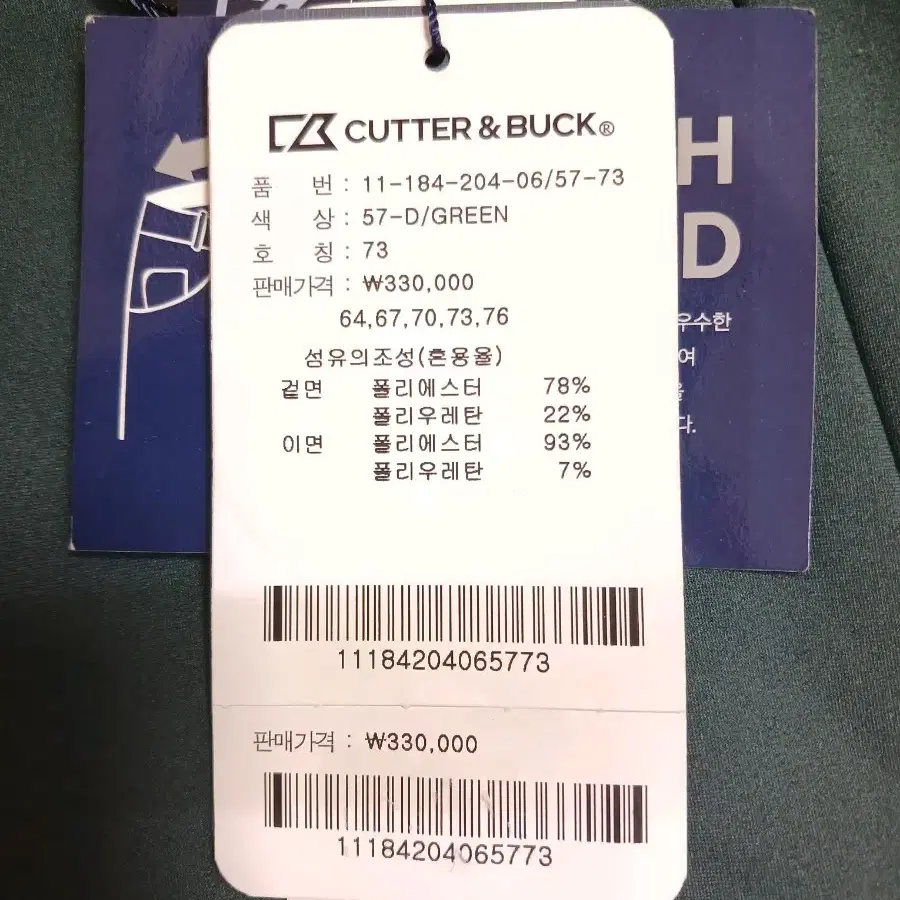 CUTTER & BUCK®
품 번 : 11-184-204-06/57-73
색 상 : 57-D/GREEN
호 칭 : 73
판매가격 : ₩330,000
64,67,70,73,76
섬유의조성(혼용율)
겉면 폴리에스터 78%
폴리우레탄 22%
이면 폴리에스터 93%
폴리우레탄 7%
11184204065773
판매가격 : ₩330,000
11184204065773
H
D
우수한
여
을
다.